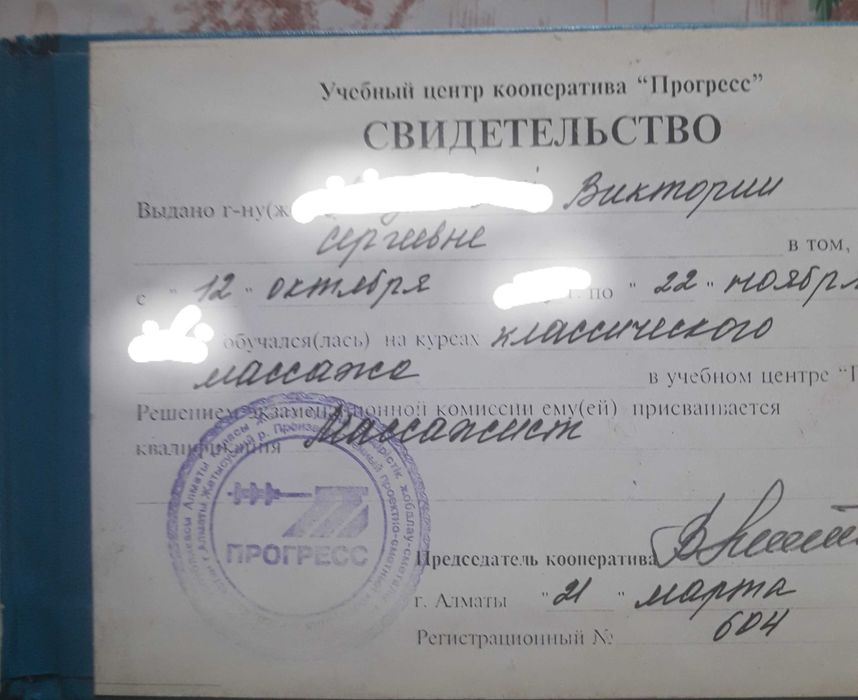 Учебный центр кооператива “Прогресс”
СВИДЕТЕЛЬСТВО
Выдано г-ну(ж Виктории
Сергеевне в том,
с " 12 " октября г. по " 22 " ноябр
обучался(лась) на курсах классического
массажа в учебном центре "П
Решением экзаменационной комиссии ему(ей) присваивается
квалификация Массажист
ПРОГРЕСС
Председатель кооператива
г. Алматы " 21 " марта
Регистрационный № 604